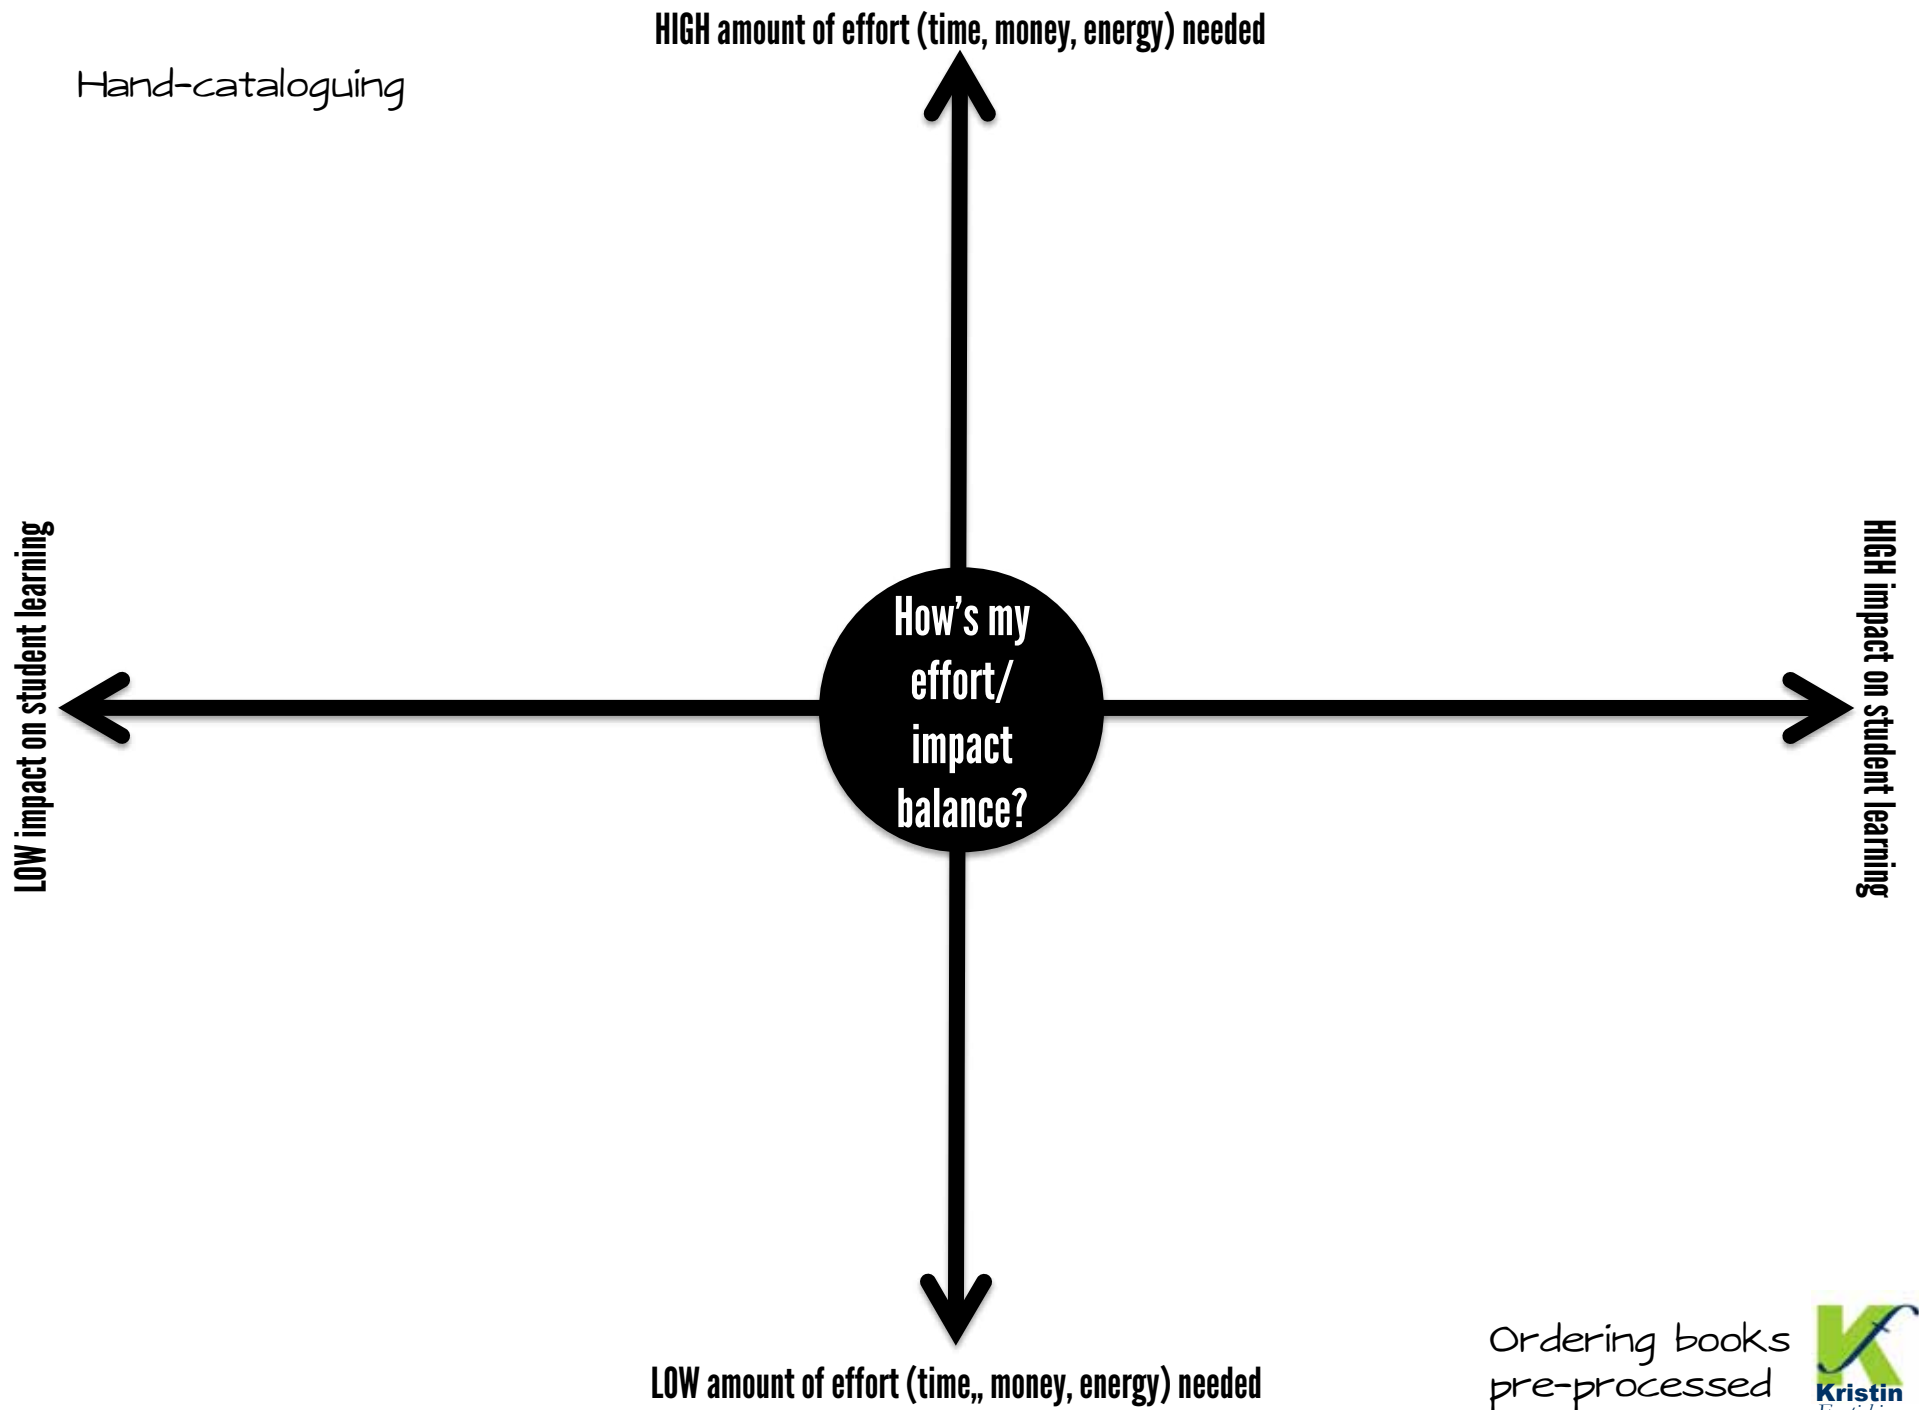 HIGH amount of effort (time, money, energy) needed
Hand-cataloguing
LOW impact on student learning
How's my
effort/
impact
balance?
HIGH impact on student learning
Ordering books
pre-processed
LOW amount of effort (time,, money, energy) needed
Kristin